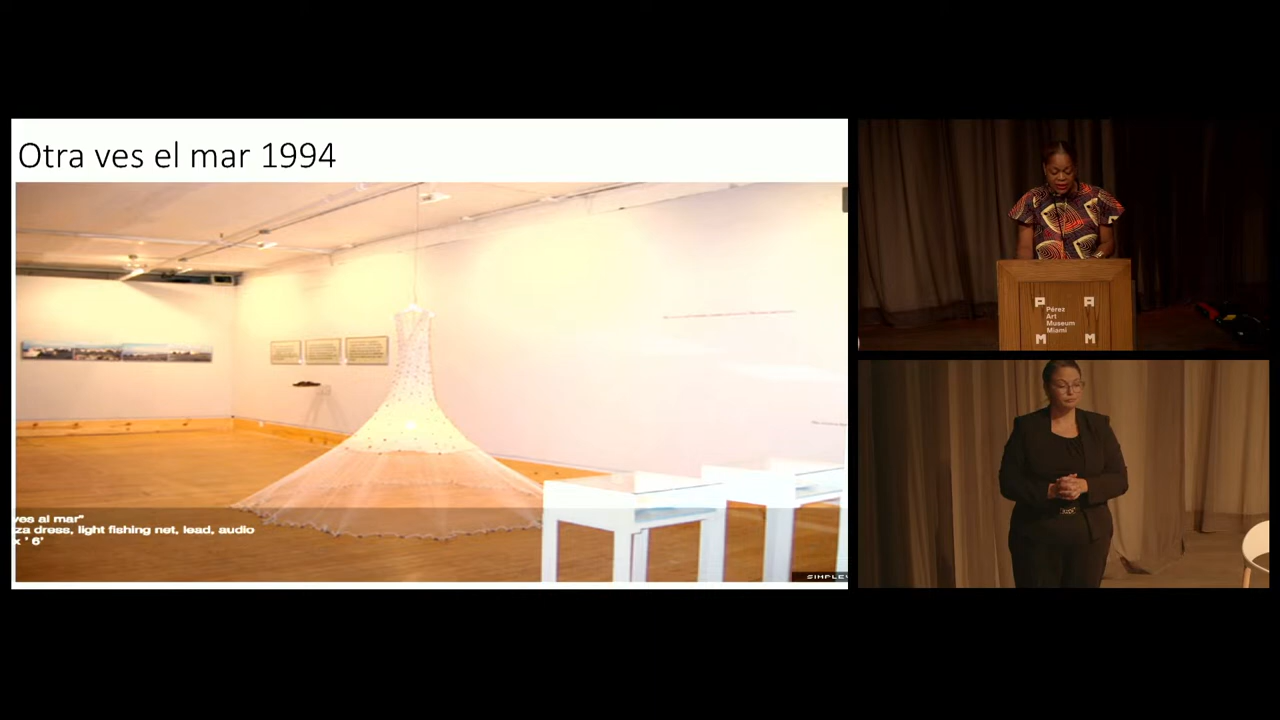 Otra ves el mar 1994
ves al mar"
za dress, light fishing net, lead, audio
x ' 6'
SIMPLEV
P A
Pérez
Art
Museum
Miami
M M